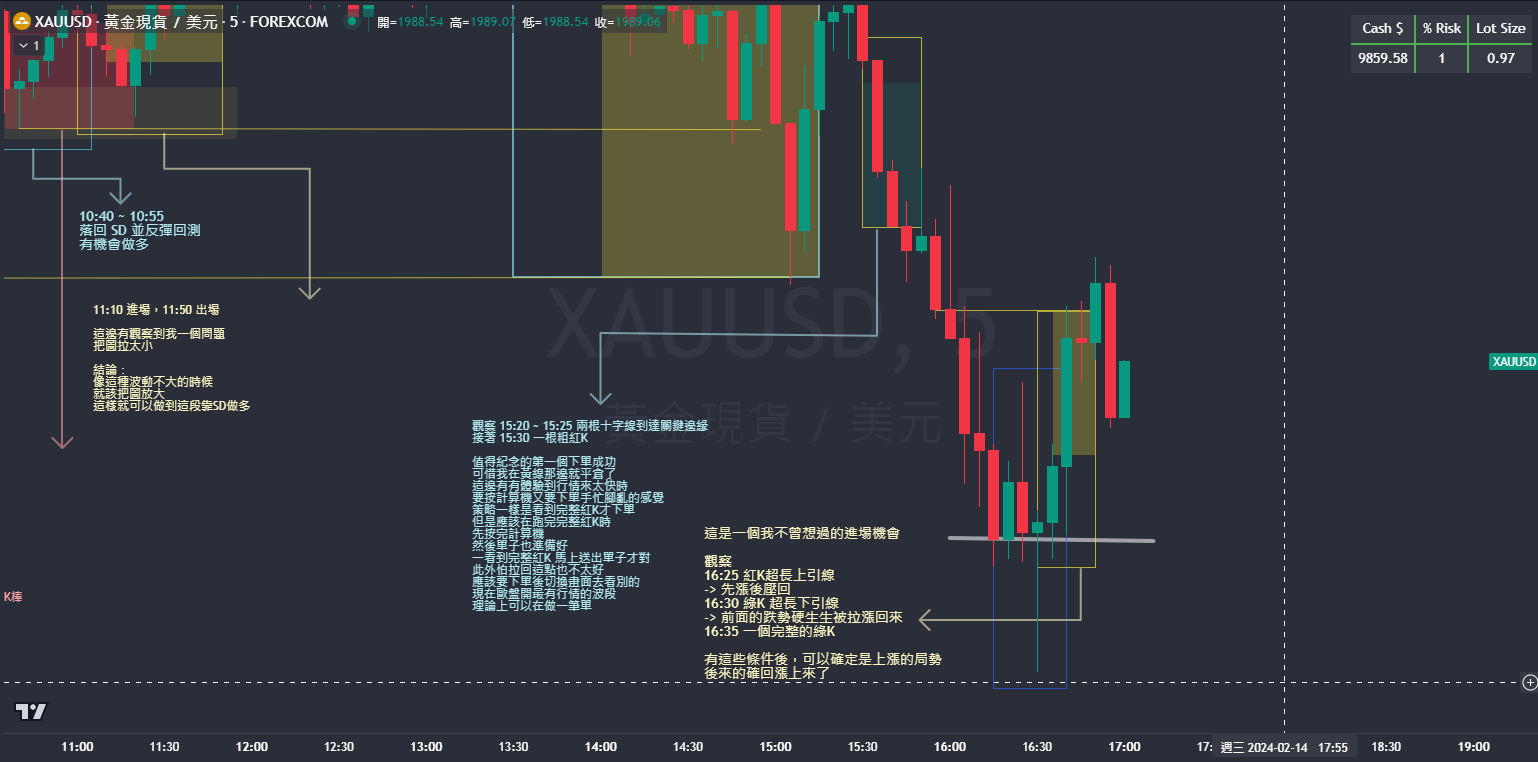 XAUUSD · 黃金現貨 / 美元 · 5 · FOREXCOM 開=1988.54 高=1989.07 低=1988.54 收=1989.06
1
Cash $ % Risk Lot Size
9859.58 1 0.97
XAUUSD, 5
黃金現貨 / 美元
10:40 ~ 10:55
落回 SD 並反彈回測
有機會做多
11:10 進場，11:50 出場
這邊有觀察到我一個問題
把圖拉太小
結論：
像這種波動不大的時候
就該把圖放大
這樣就可以做到這段靠SD做多
XAUUSD
觀察 15:20 ~ 15:25 兩根十字線到達關鍵邊緣
接著 15:30 一根粗紅K
值得紀念的第一個下單成功
可惜我在黃線那邊就平倉了
這邊有有體驗到行情來太快時
要按計算機又要下單手忙腳亂的感覺
策略一樣是看到完整紅K才下單
但是應該在跑完完整紅K時
先按完計算機
然後單子也準備好
一看到完整紅K 馬上送出單子才對
此外怕拉回這點也不太好
應該要下單後切換畫面去看別的
現在歐盤開最有行情的波段
理論上可以在做一筆單
這是一個我不曾想過的進場機會
觀察
16:25 紅K超長上引線
-> 先漲後壓回
16:30 綠K 超長下引線
-> 前面的跌勢硬生生被拉漲回來
16:35 一個完整的綠K
有這些條件後，可以確定是上漲的局勢
後來的確回漲上來了
K棒
11:00 11:30 12:00 12:30 13:00 13:30 14:00 14:30 15:00 15:30 16:00 16:30 17:00 17: 週三 2024-02-14 17:55 18:30 19:00